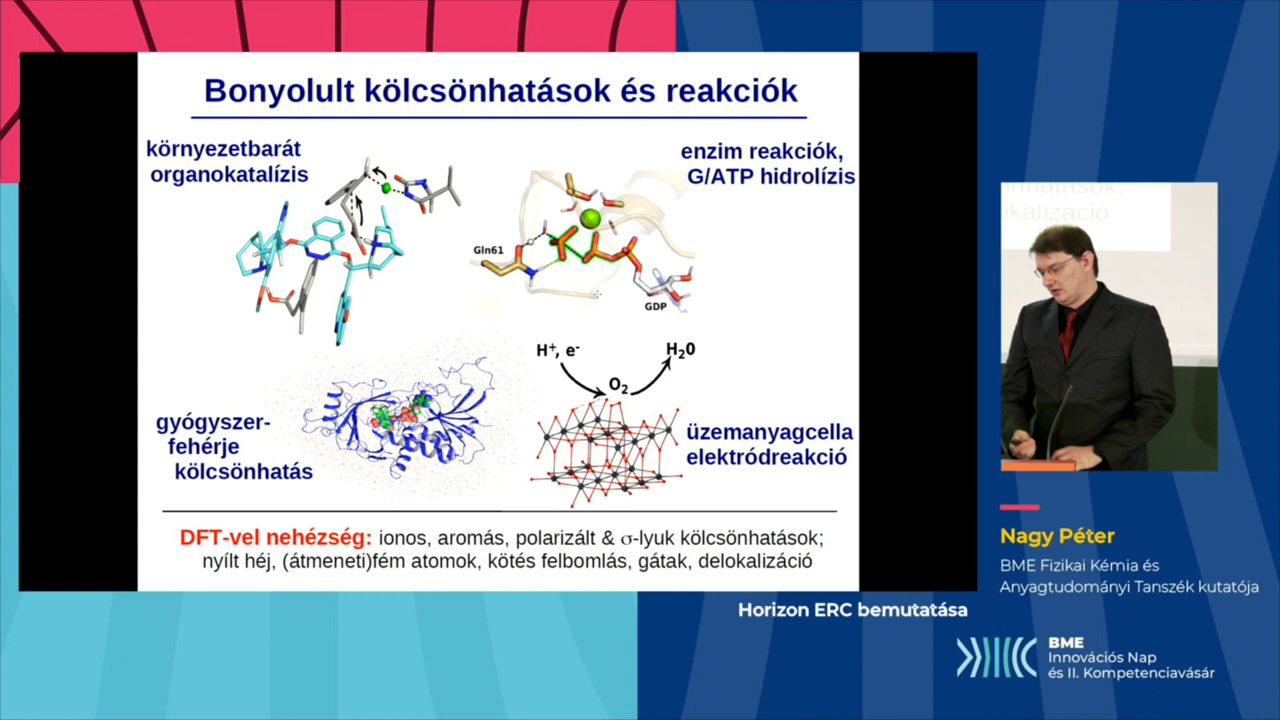 Bonyolult kölcsönhatások és reakciók
környezetbarát
organokatalízis
enzim reakciók,
G/ATP hidrolízis
Gln61
GDP
H⁺, e⁻
H₂0
O₂
gyógyszer-
fehérje
kölcsönhatás
üzemanyagcella
elektródreakció
DFT-vel nehézség: ionos, aromás, polarizált & σ-lyuk kölcsönhatások;
nyílt héj, (átmeneti)fém atomok, kötés felbomlás, gátak, delokalizáció
okalizáció
Nagy Péter
BME Fizikai Kémia és
Anyagtudományi Tanszék kutatója
Horizon ERC bemutatása
BME
Innovációs Nap
és II. Kompetenciavásár